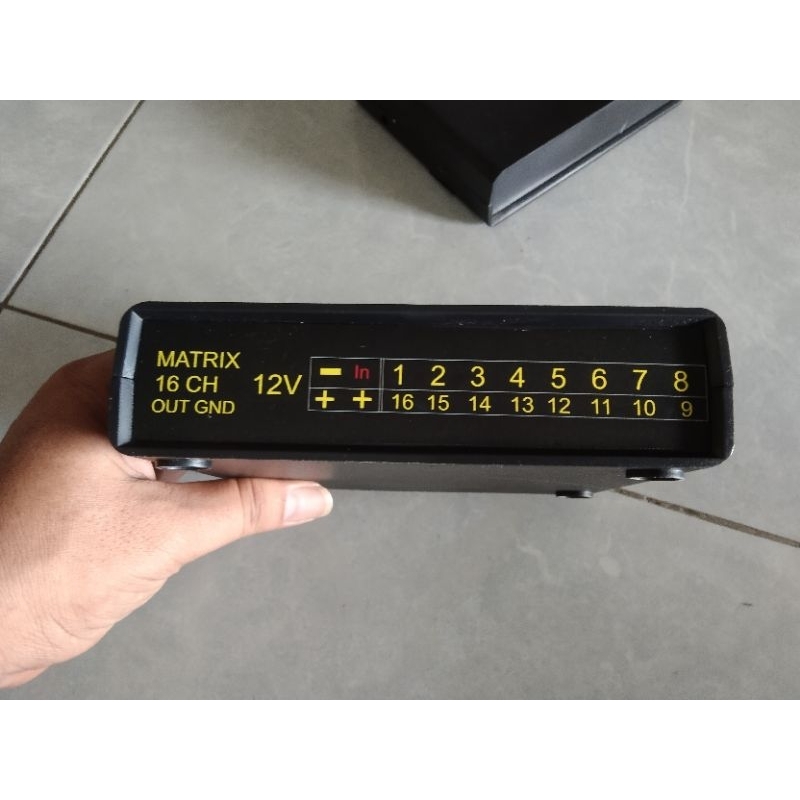 MATRIX
16 CH
OUT GND
12V
- In 1 2 3 4 5 6 7 8
+ + 16 15 14 13 12 11 10 9